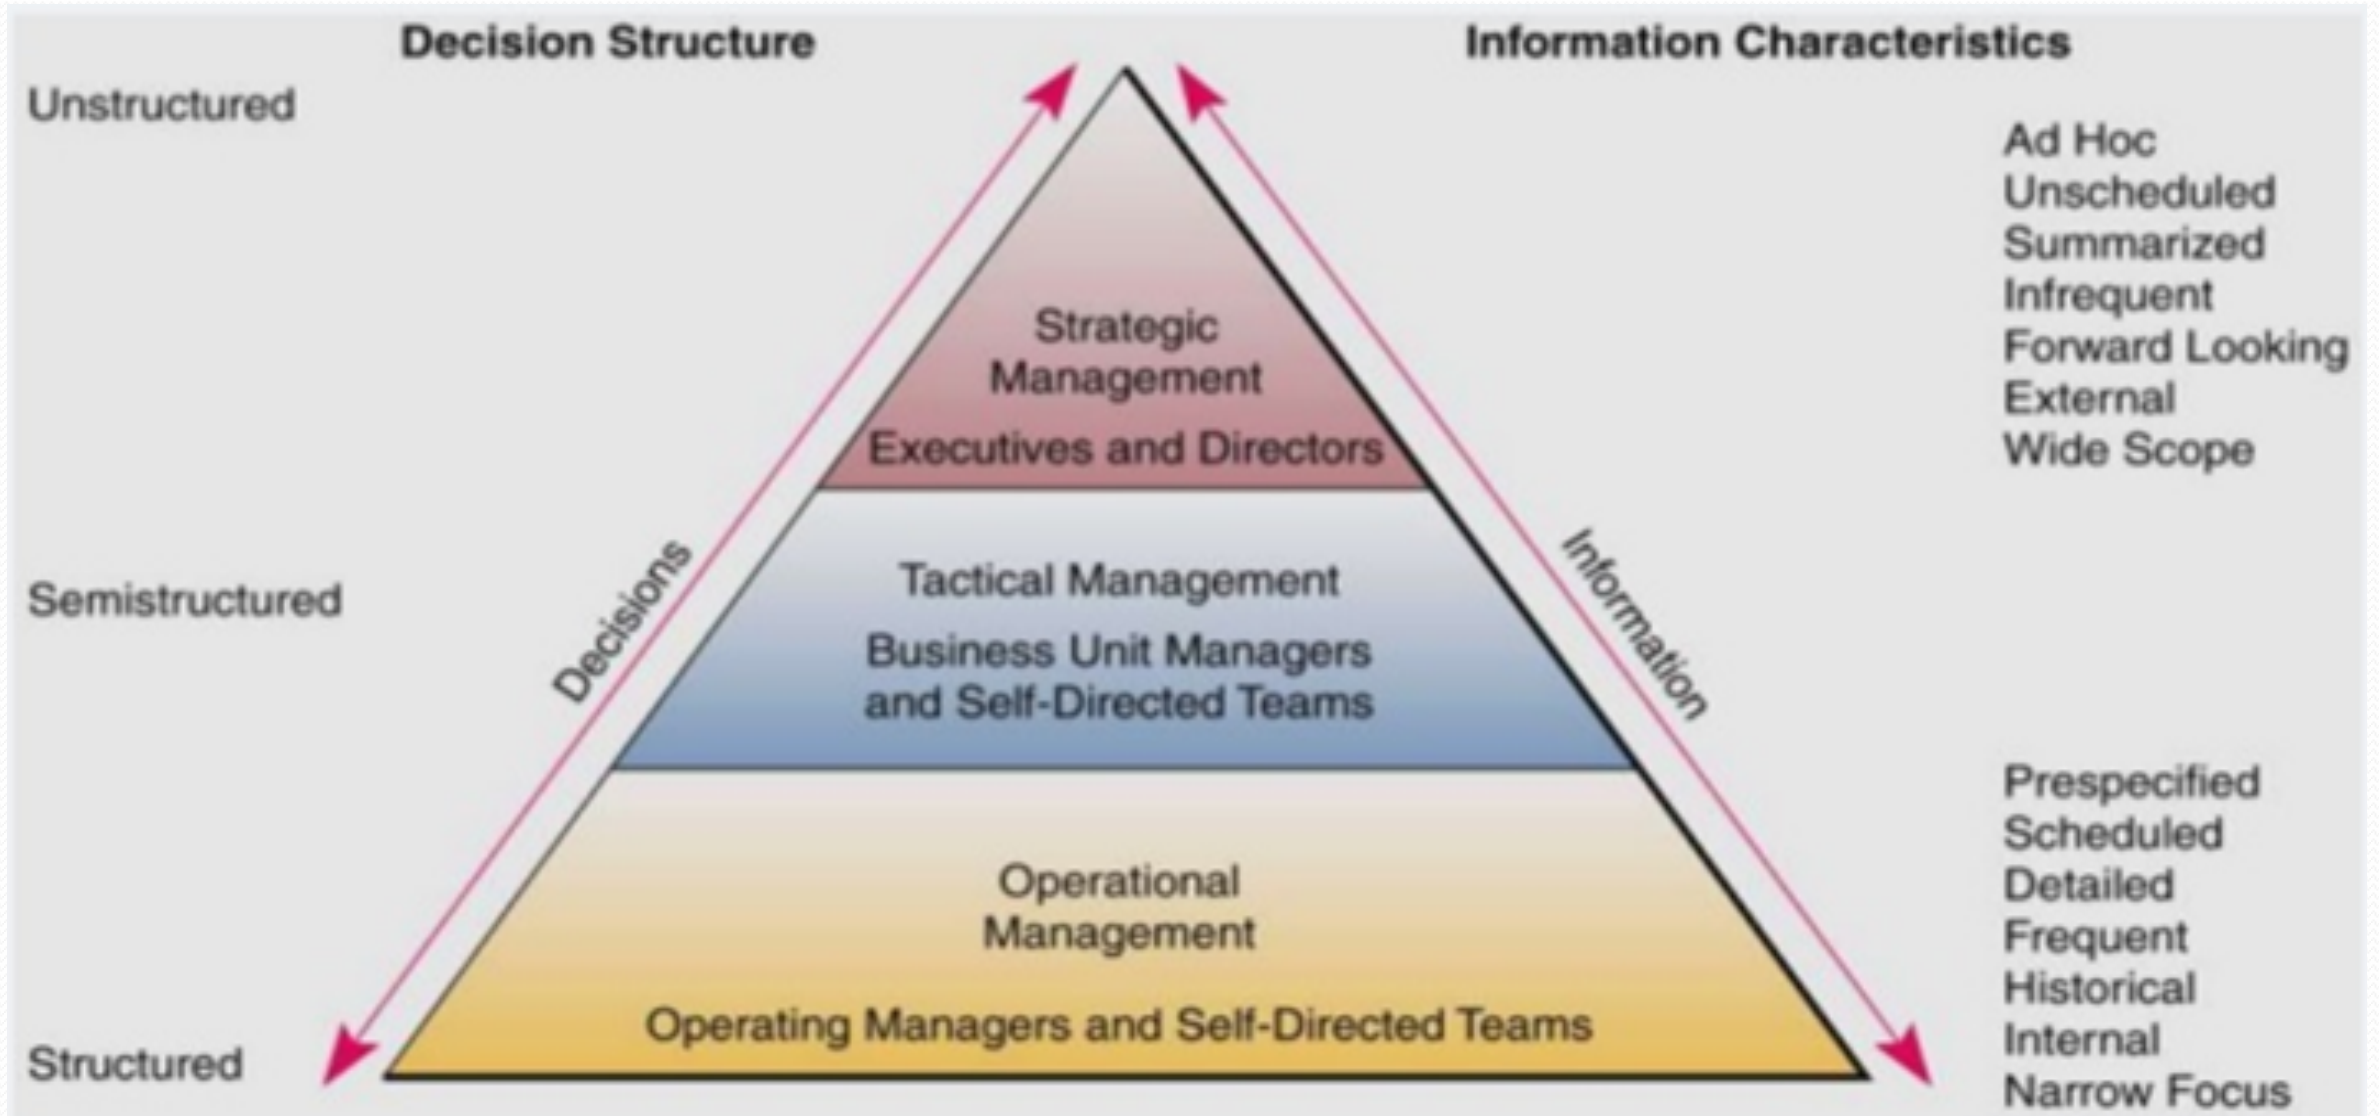 Decision Structure
Information Characteristics
Unstructured
Ad Hoc
Unscheduled
Summarized
Infrequent
Forward Looking
External
Wide Scope
Strategic
Management
Executives and Directors
Decisions
Information
Semistructured
Tactical Management
Business Unit Managers
and Self-Directed Teams
Prespecified
Scheduled
Detailed
Frequent
Historical
Internal
Narrow Focus
Operational
Management
Operating Managers and Self-Directed Teams
Structured